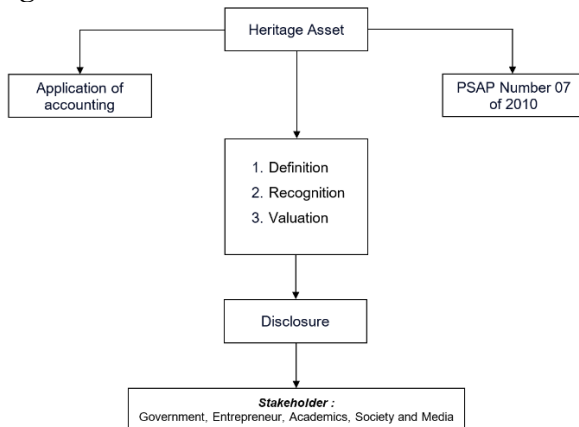 Heritage Asset
Application of
accounting
PSAP Number 07
of 2010
1. Definition
2. Recognition
3. Valuation
Disclosure
Stakeholder :
Government, Entrepreneur, Academics, Society and Media